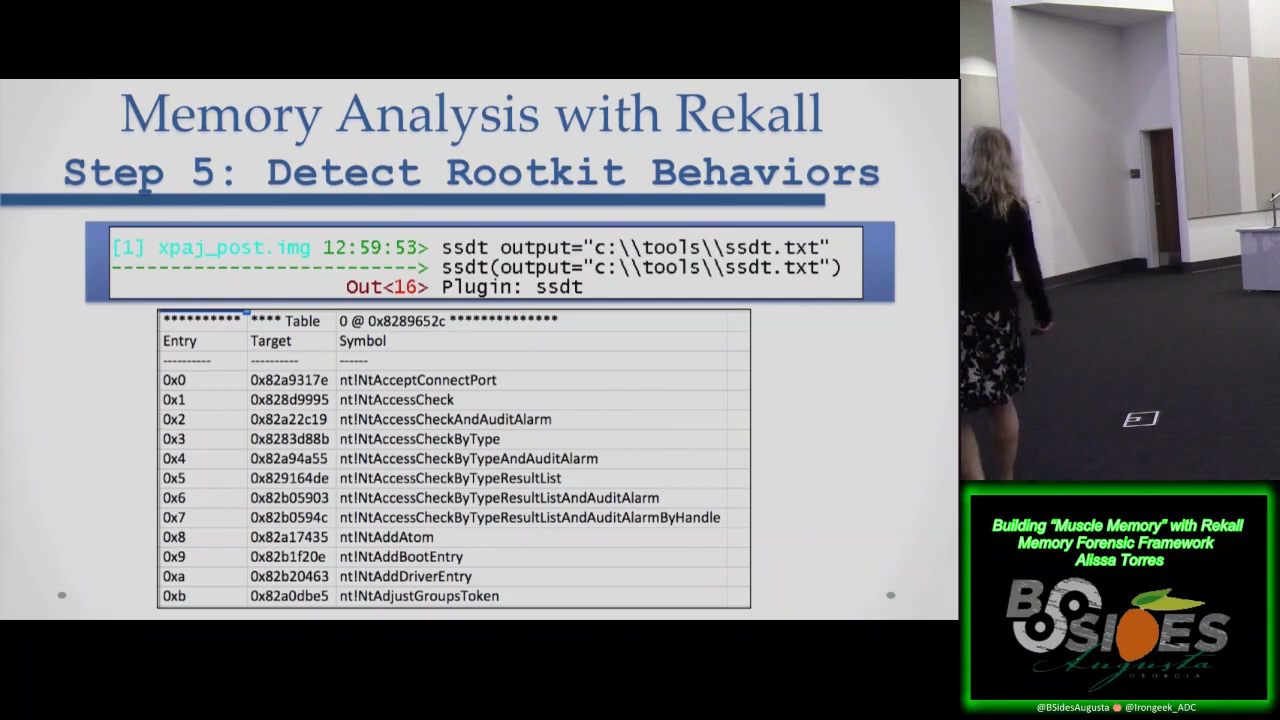 Memory Analysis with Rekall
Step 5: Detect Rootkit Behaviors
[1] xpaj_post.img 12:59:53> ssdt output="c:\\tools\\ssdt.txt"
---------------------------> ssdt(output="c:\\tools\\ssdt.txt")
Out<16> Plugin: ssdt
********** **** Table 0 @ 0x8289652c **************
Entry Target Symbol
---------- ---------- ------
0x0 0x82a9317e nt!NtAcceptConnectPort
0x1 0x828d9995 nt!NtAccessCheck
0x2 0x82a22c19 nt!NtAccessCheckAndAuditAlarm
0x3 0x8283d88b nt!NtAccessCheckByType
0x4 0x82a94a55 nt!NtAccessCheckByTypeAndAuditAlarm
0x5 0x829164de nt!NtAccessCheckByTypeResultList
0x6 0x82b05903 nt!NtAccessCheckByTypeResultListAndAuditAlarm
0x7 0x82b0594c nt!NtAccessCheckByTypeResultListAndAuditAlarmByHandle
0x8 0x82a17435 nt!NtAddAtom
0x9 0x82b1f20e nt!NtAddBootEntry
0xa 0x82b20463 nt!NtAddDriverEntry
0xb 0x82a0dbe5 nt!NtAdjustGroupsToken
Building “Muscle Memory” with Rekall
Memory Forensic Framework
Alissa Torres
BSIDES
Augusta
GEORGIA
@BSidesAugusta @Irongeek_ADC